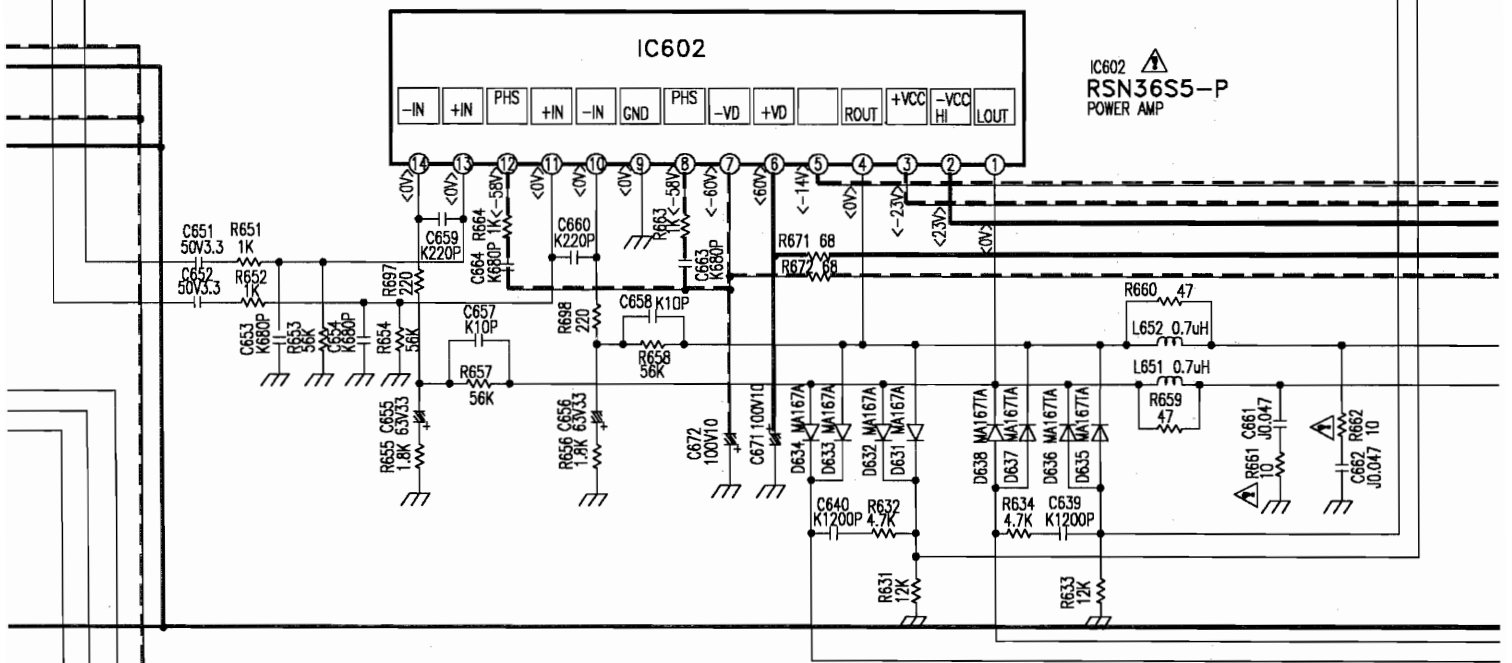 IC602
IC602
RSN36S5-P
POWER AMP
-IN
+IN
PHS
+IN
-IN
GND
PHS
-VD
+VD
ROUT
+VCC
-VCC
HI
LOUT
14
13
12
11
10
9
8
7
6
5
4
3
2
1
<0V>
<0V>
<-58V>
<0V>
<0V>
<0V>
<-58V>
<-60V>
<60V>
<-14V>
<0V>
<-23V>
<23V>
<0V>
C651
50V3.3
R651
1K
C652
50V3.3
R652
1K
C659
K220P
R664
1K
C664
K680P
C660
K220P
R663
1K
C663
K680P
R671 68
R672 68
R697
220
R698
220
C657
K10P
C658 K10P
R657
56K
R658
56K
C653
K680P
R653
56K
C654
K680P
R654
56K
R655
1.8K
C655
63V33
R656
1.8K
C656
63V33
+
+
C672
100V10
+
C671 100V10
+
D634 MA167A
D633 MA167A
D632 MA167A
D631 MA167A
D638 MA167A
D637 MA167TA
D636 MA167TA
D635 MA167TA
R660 47
L652 0.7uH
L651 0.7uH
R659
47
C661
J0.047
R661
10
R662
10
C662
J0.047
C640
K1200P
R632
4.7K
R634
4.7K
C639
K1200P
R631
12K
R633
12K